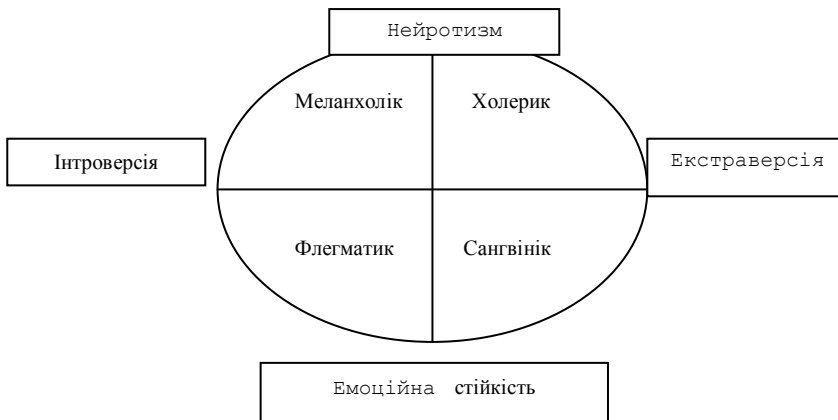 Нейротизм
Меланхолік
Холерик
Інтроверсія
Екстраверсія
Флегматик
Сангвінік
Емоційна стійкість